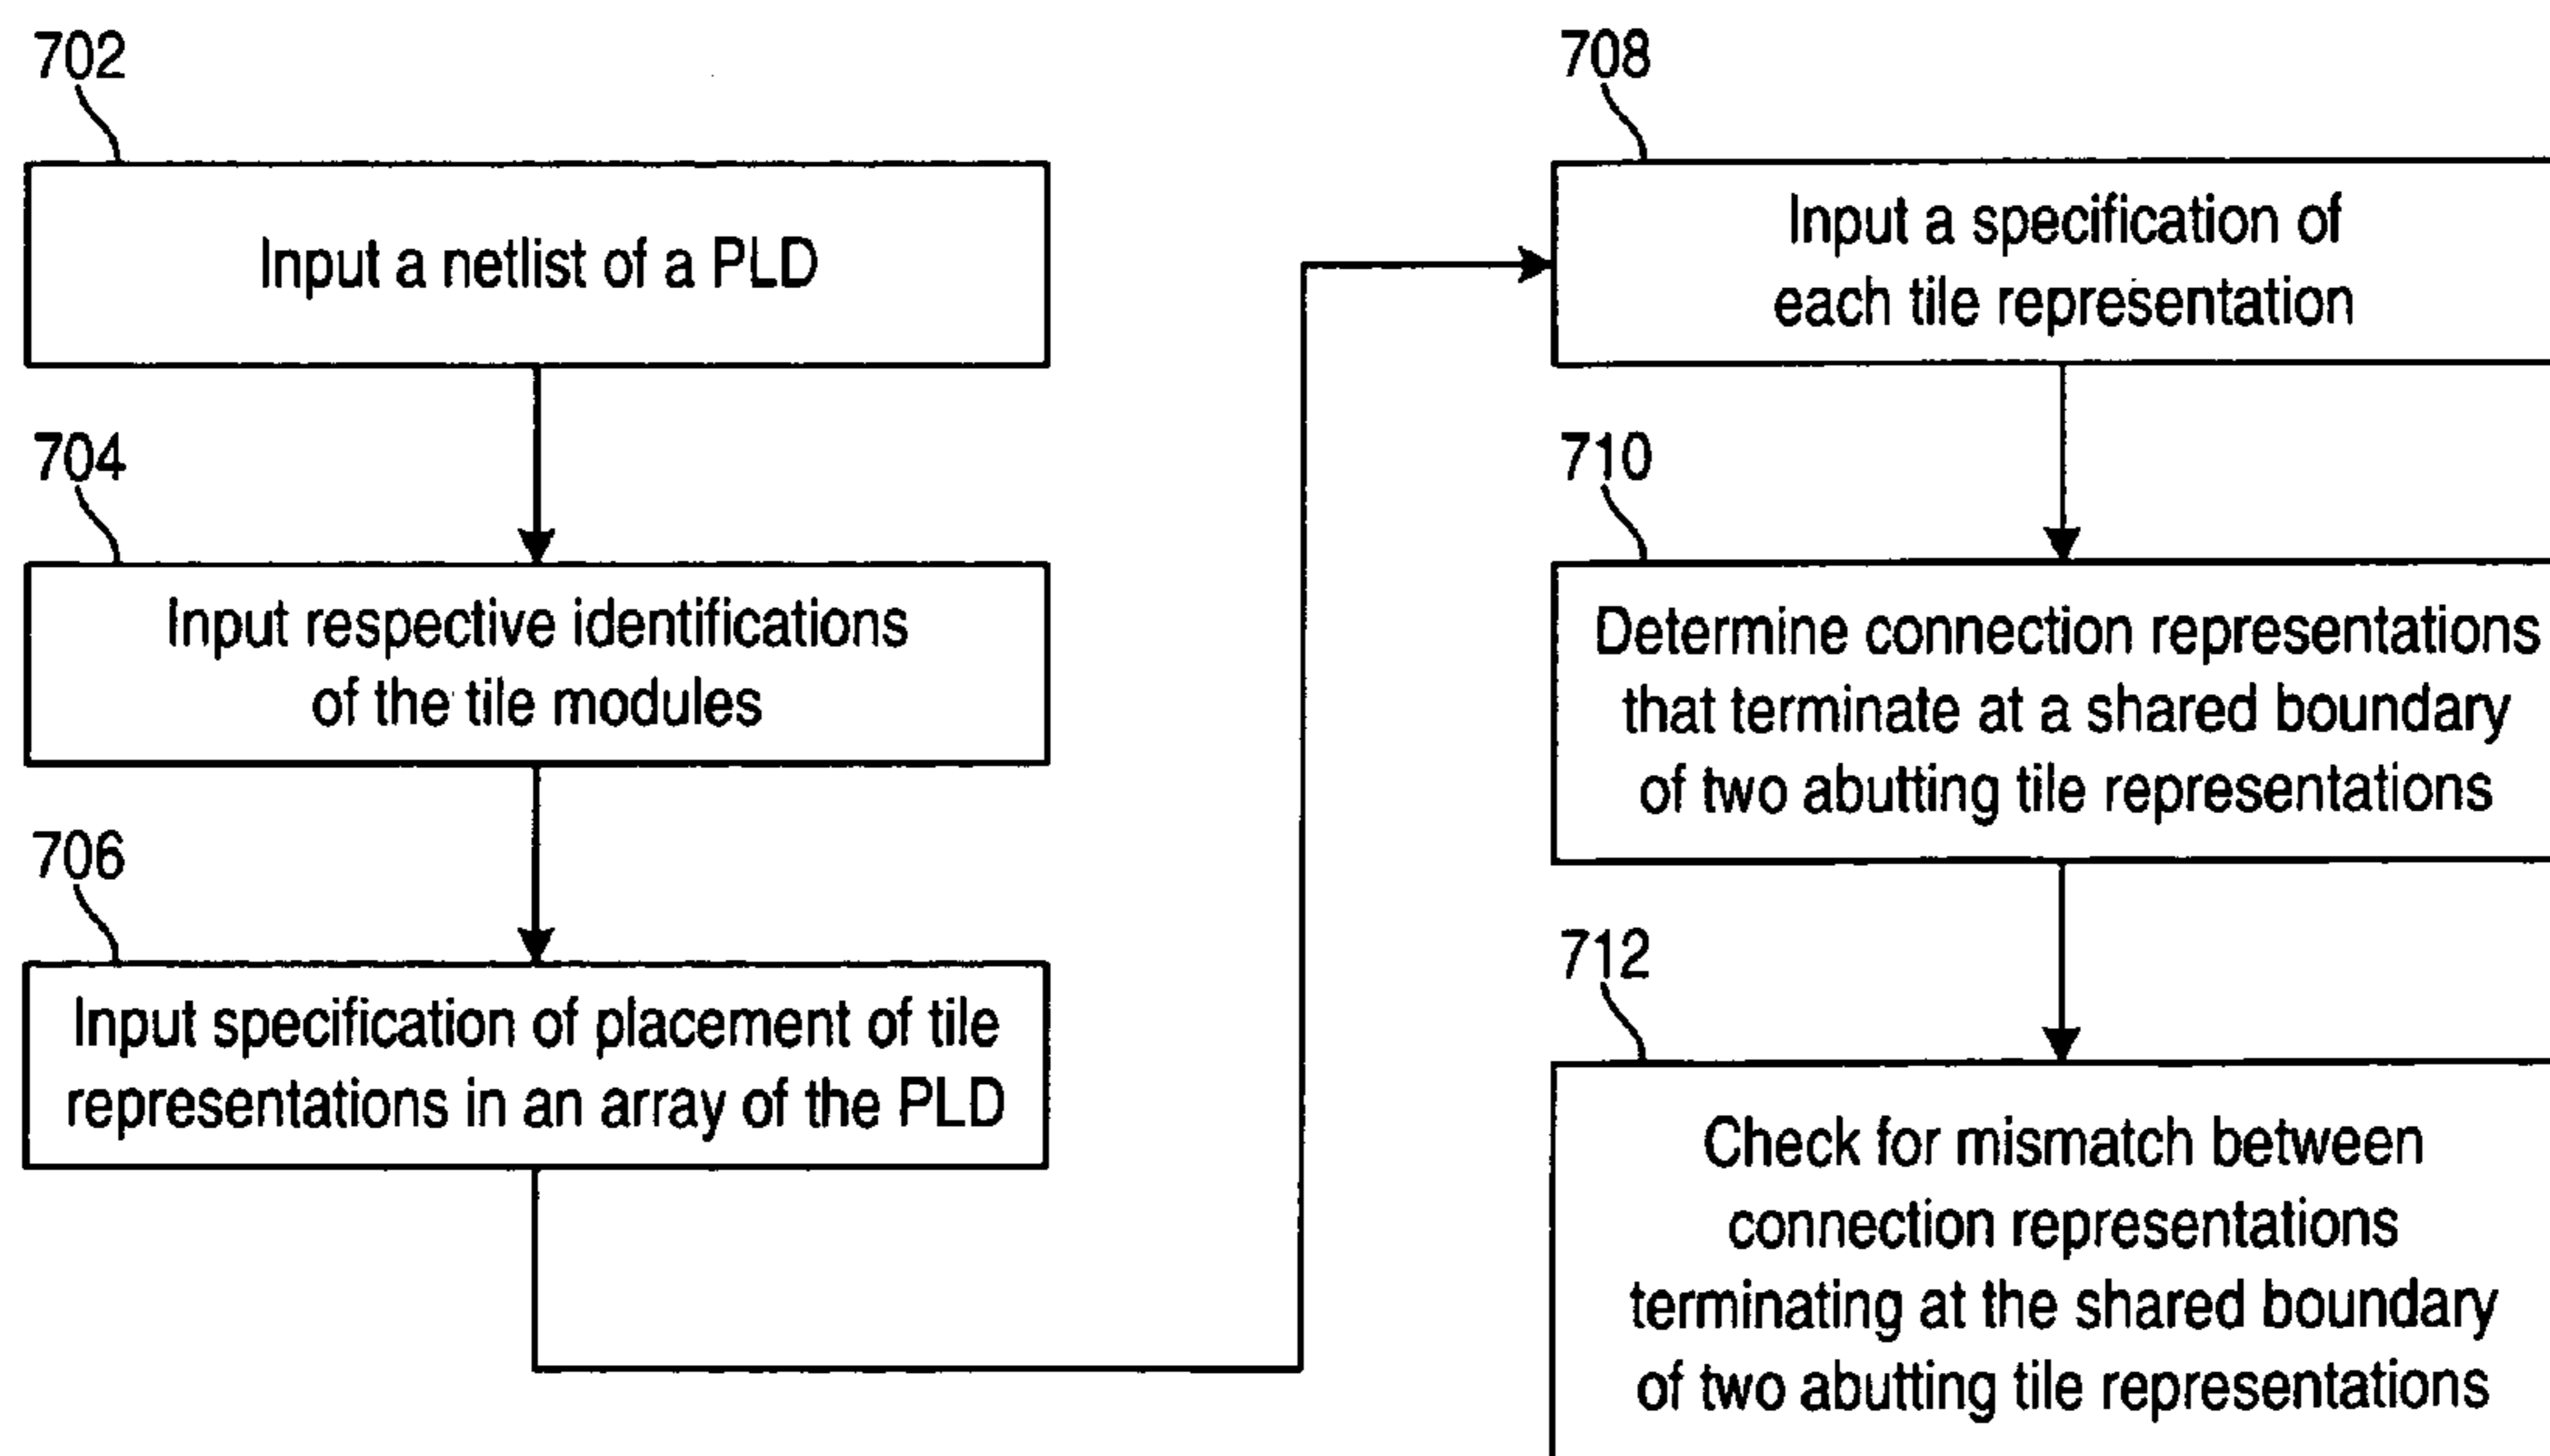 702
Input a netlist of a PLD
704
Input respective identifications
of the tile modules
706
Input specification of placement of tile
representations in an array of the PLD
708
Input a specification of
each tile representation
710
Determine connection representations
that terminate at a shared boundary
of two abutting tile representations
712
Check for mismatch between
connection representations
terminating at the shared boundary
of two abutting tile representations